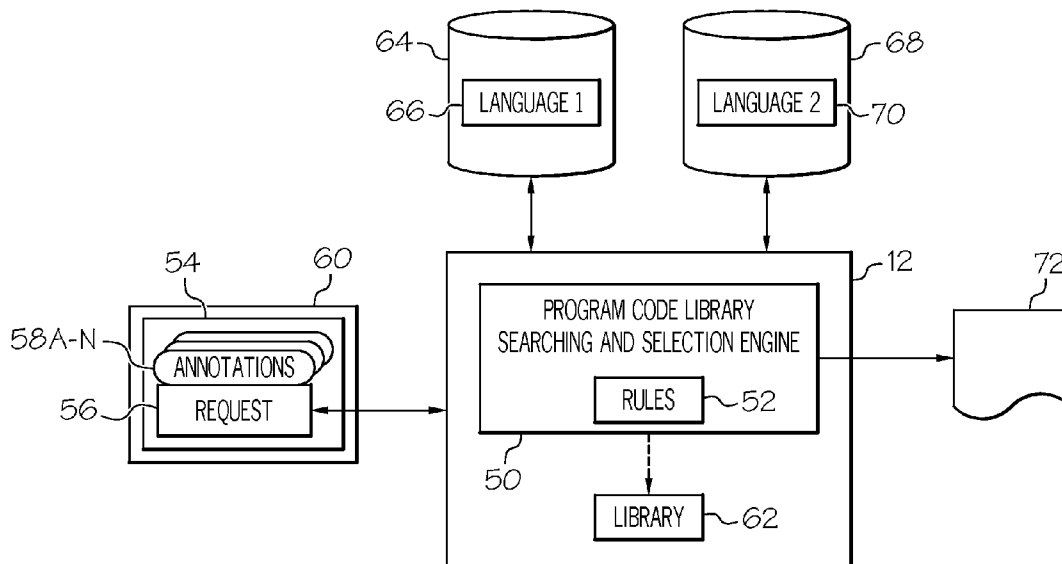 64
68
66
LANGUAGE 1
LANGUAGE 2
70
54
60
12
72
58A-N
ANNOTATIONS
56
REQUEST
PROGRAM CODE LIBRARY
SEARCHING AND SELECTION ENGINE
RULES
52
50
LIBRARY
62